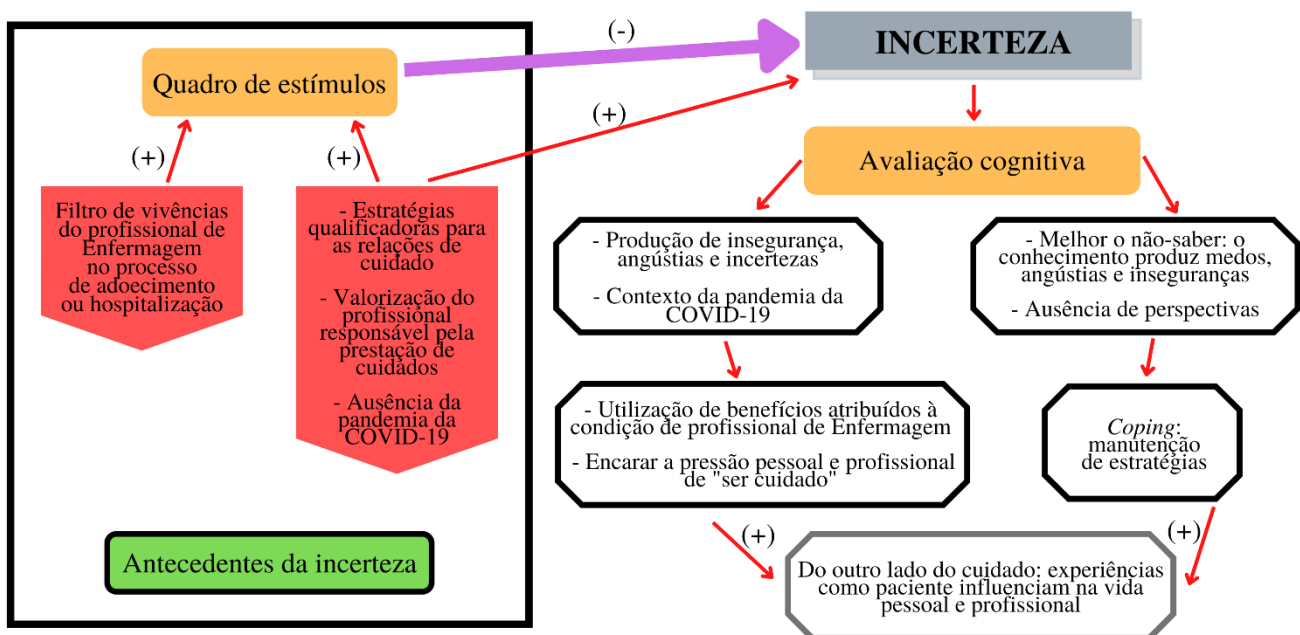 Quadro de estímulos
(+)
(+)
Filtro de vivências
do profissional de
Enfermagem
no processo
de adoecimento
ou hospitalização
- Estratégias
qualificadoras para
as relações de
cuidado
- Valorização do
profissional
responsável pela
prestação de
cuidados
- Ausência da
pandemia da
COVID-19
Antecedentes da incerteza
(-)
(+)
INCERTEZA
Avaliação cognitiva
- Produção de insegurança,
angústias e incertezas
- Contexto da pandemia da
COVID-19
- Melhor o não-saber: o
conhecimento produz medos,
angústias e inseguranças
- Ausência de perspectivas
- Utilização de benefícios atribuídos à
condição de profissional de Enfermagem
- Encarar a pressão pessoal e profissional
de "ser cuidado"
Coping:
manutenção
de estratégias
(+)
(+)
Do outro lado do cuidado: experiências
como paciente influenciam na vida
pessoal e profissional